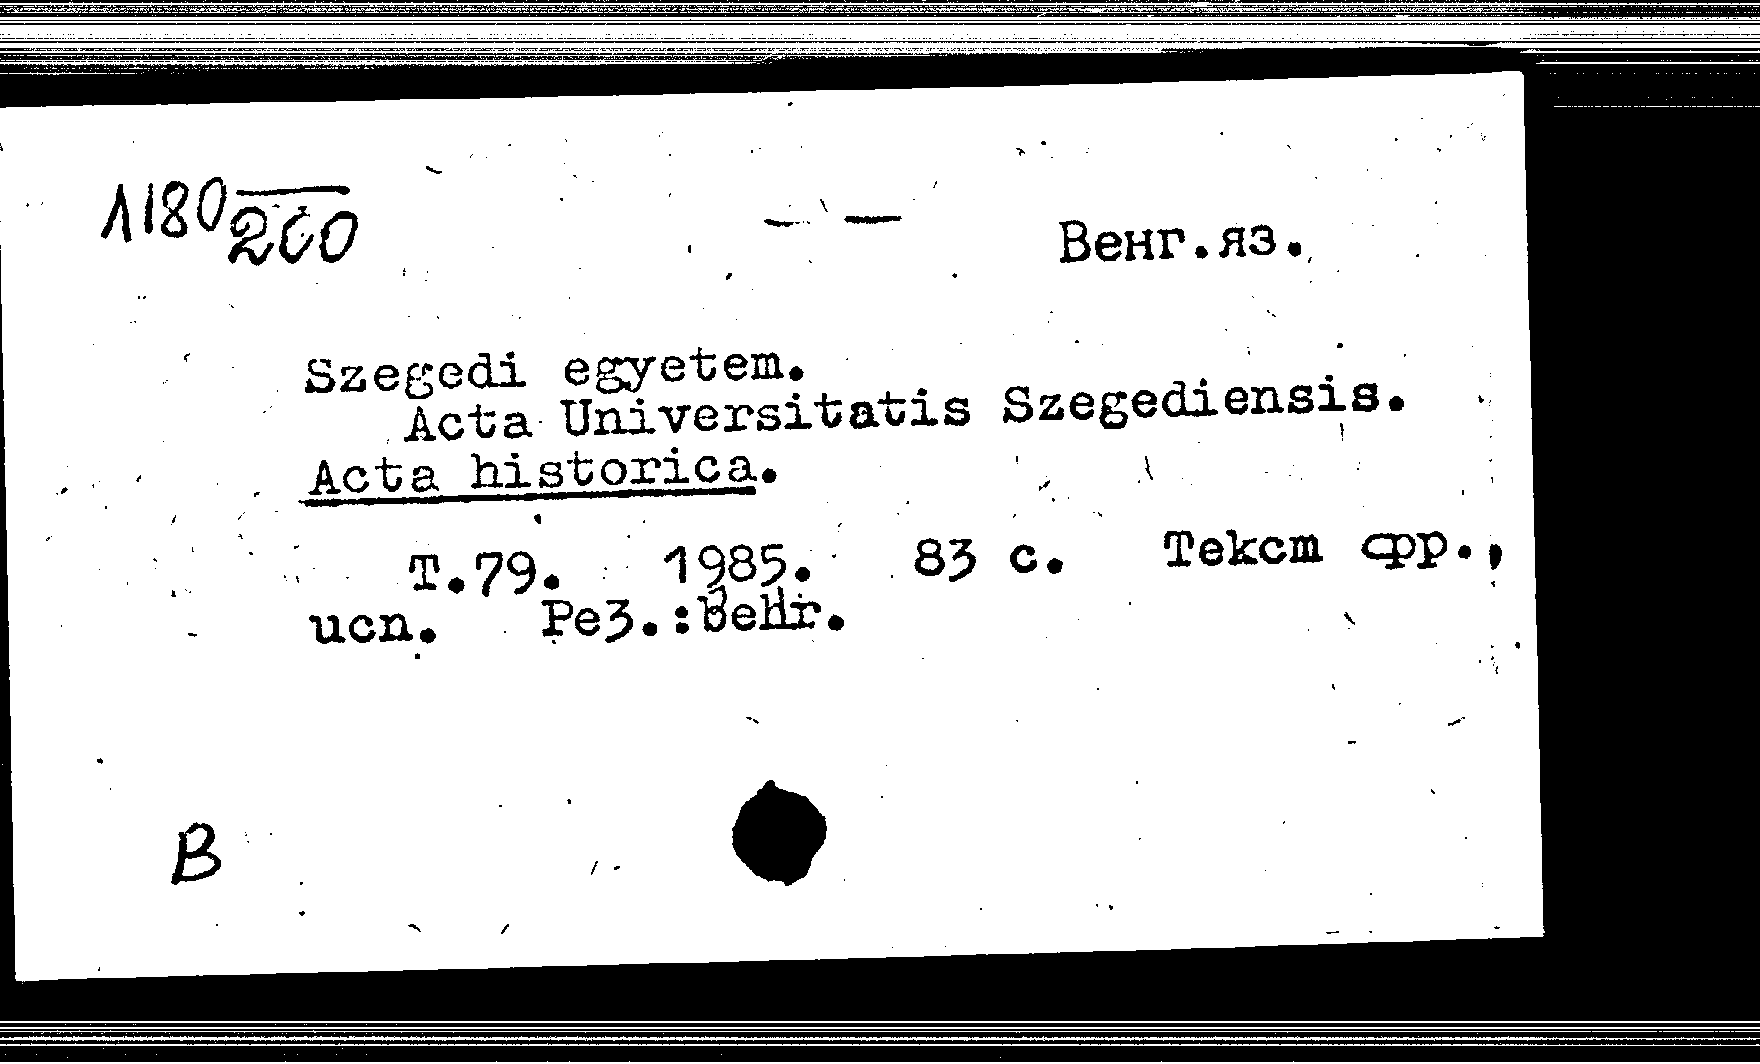 1180/200 — — Венг.яз.
Szegedi egyetem.
Acta Universitatis Szegediensis.
Acta historica.
T.79. 1985. 83 с. Текст фр.,
исп. Рез.:венг.
В